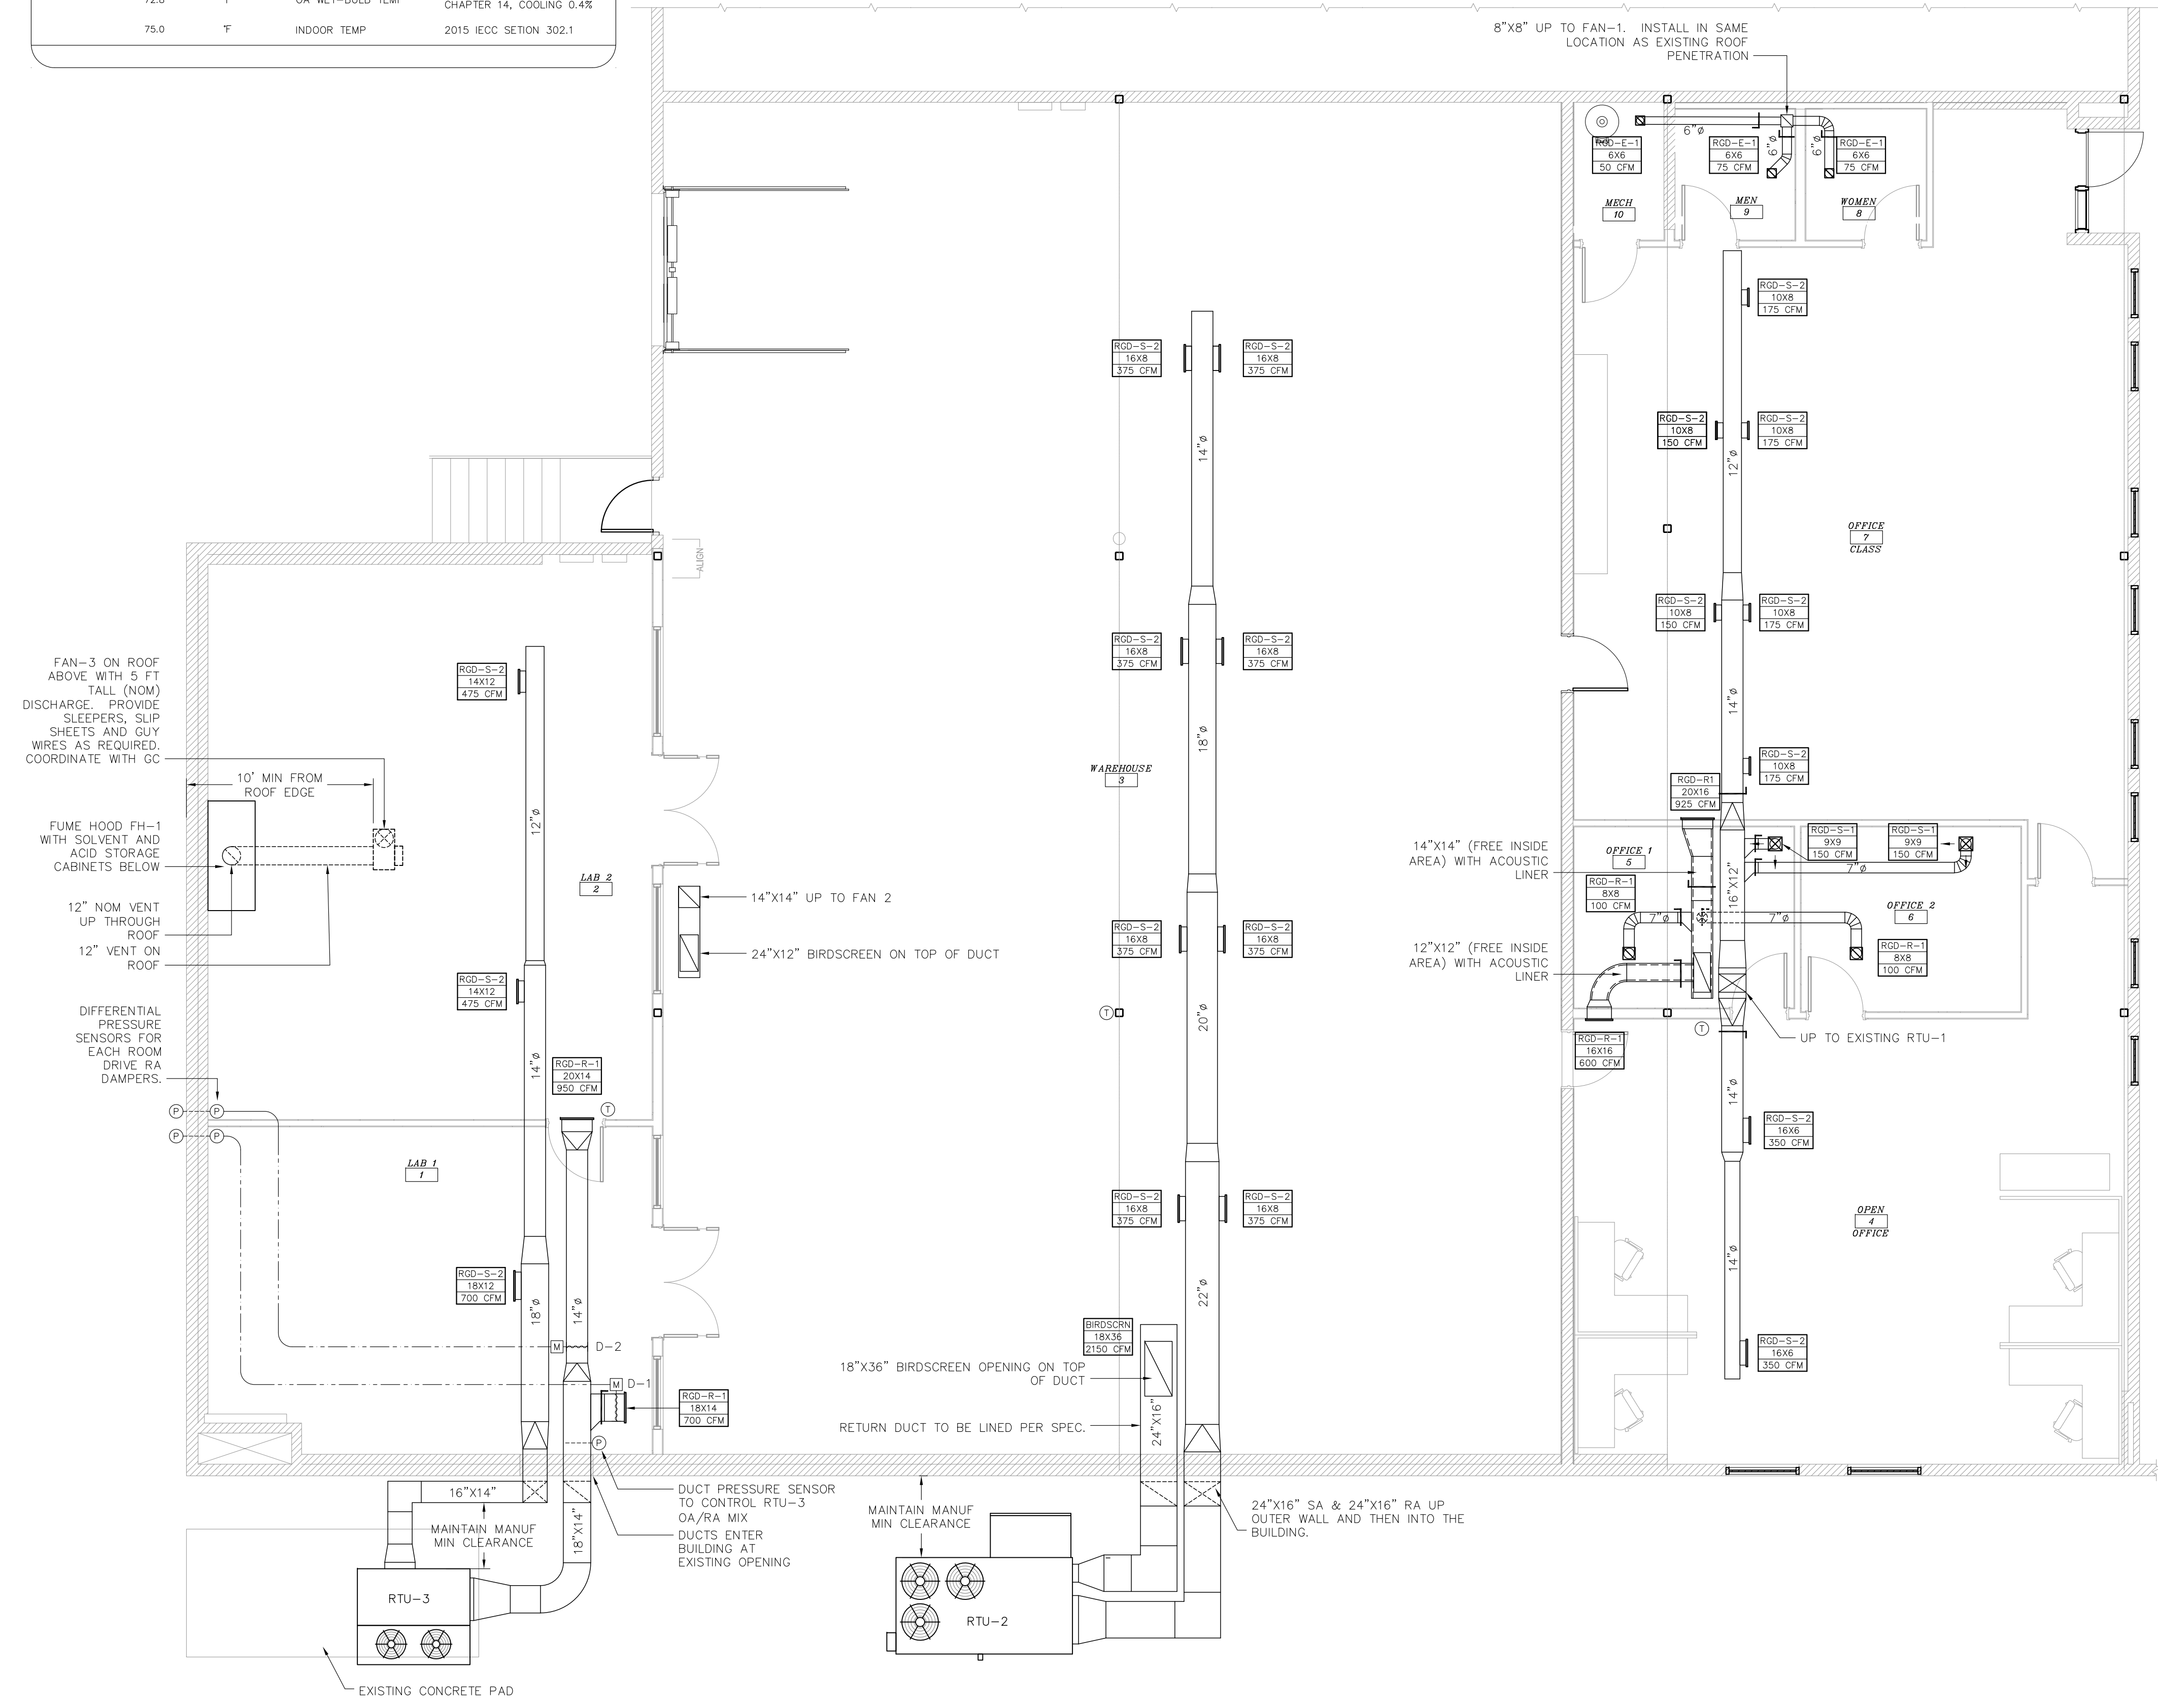 72.8 °F OA WET-BULB TEMP
CHAPTER 14, COOLING 0.4%
75.0 °F INDOOR TEMP 2015 IECC SETION 302.1
8"X8" UP TO FAN-1. INSTALL IN SAME
LOCATION AS EXISTING ROOF
PENETRATION
6"ø
6"ø
6"ø
RGD-E-1
6X6
50 CFM
RGD-E-1
6X6
75 CFM
RGD-E-1
6X6
75 CFM
MECH
10
MEN
9
WOMEN
8
RGD-S-2
10X8
175 CFM
RGD-S-2
16X8
375 CFM
RGD-S-2
16X8
375 CFM
14"ø
RGD-S-2
10X8
150 CFM
RGD-S-2
10X8
175 CFM
12"ø
OFFICE
7
CLASS
ALIGN
RGD-S-2
10X8
150 CFM
RGD-S-2
10X8
175 CFM
14"ø
RGD-S-2
16X8
375 CFM
RGD-S-2
16X8
375 CFM
18"ø
FAN-3 ON ROOF
ABOVE WITH 5 FT
TALL (NOM)
DISCHARGE. PROVIDE
SLEEPERS, SLIP
SHEETS AND GUY
WIRES AS REQUIRED.
COORDINATE WITH GC
RGD-S-2
14X12
475 CFM
10' MIN FROM
ROOF EDGE
12"ø
WAREHOUSE
3
RGD-S-2
10X8
175 CFM
RGD-R1
20X16
925 CFM
FUME HOOD FH-1
WITH SOLVENT AND
ACID STORAGE
CABINETS BELOW
LAB 2
2
14"X14" UP TO FAN 2
24"X12" BIRDSCREEN ON TOP OF DUCT
12" NOM VENT
UP THROUGH
ROOF
12" VENT ON
ROOF
14"X14" (FREE INSIDE
AREA) WITH ACOUSTIC
LINER
OFFICE 1
5
RGD-S-1
9X9
150 CFM
RGD-S-1
9X9
150 CFM
7"ø
RGD-R-1
8X8
100 CFM
7"ø
7"ø
16"X12"
OFFICE 2
6
RGD-R-1
8X8
100 CFM
12"X12" (FREE INSIDE
AREA) WITH ACOUSTIC
LINER
RGD-S-2
16X8
375 CFM
RGD-S-2
16X8
375 CFM
20"ø
RGD-S-2
14X12
475 CFM
T
T
UP TO EXISTING RTU-1
RGD-R-1
16X16
600 CFM
DIFFERENTIAL
PRESSURE
SENSORS FOR
EACH ROOM
DRIVE RA
DAMPERS.
14"ø
RGD-R-1
20X14
950 CFM
T
P P
P P
14"ø
RGD-S-2
16X6
350 CFM
LAB 1
1
RGD-S-2
16X8
375 CFM
RGD-S-2
16X8
375 CFM
OPEN
4
OFFICE
14"ø
RGD-S-2
18X12
700 CFM
18"ø
14"ø
22"ø
M D-2
M D-1
BIRDSCRN
18X36
2150 CFM
RGD-S-2
16X6
350 CFM
18"X36" BIRDSCREEN OPENING ON TOP
OF DUCT
RGD-R-1
18X14
700 CFM
RETURN DUCT TO BE LINED PER SPEC.
24"X16"
P
16"X14"
DUCT PRESSURE SENSOR
TO CONTROL RTU-3
OA/RA MIX
DUCTS ENTER
BUILDING AT
EXISTING OPENING
MAINTAIN MANUF
MIN CLEARANCE
18"X14"
MAINTAIN MANUF
MIN CLEARANCE
24"X16" SA & 24"X16" RA UP
OUTER WALL AND THEN INTO THE
BUILDING.
RTU-3
RTU-2
EXISTING CONCRETE PAD